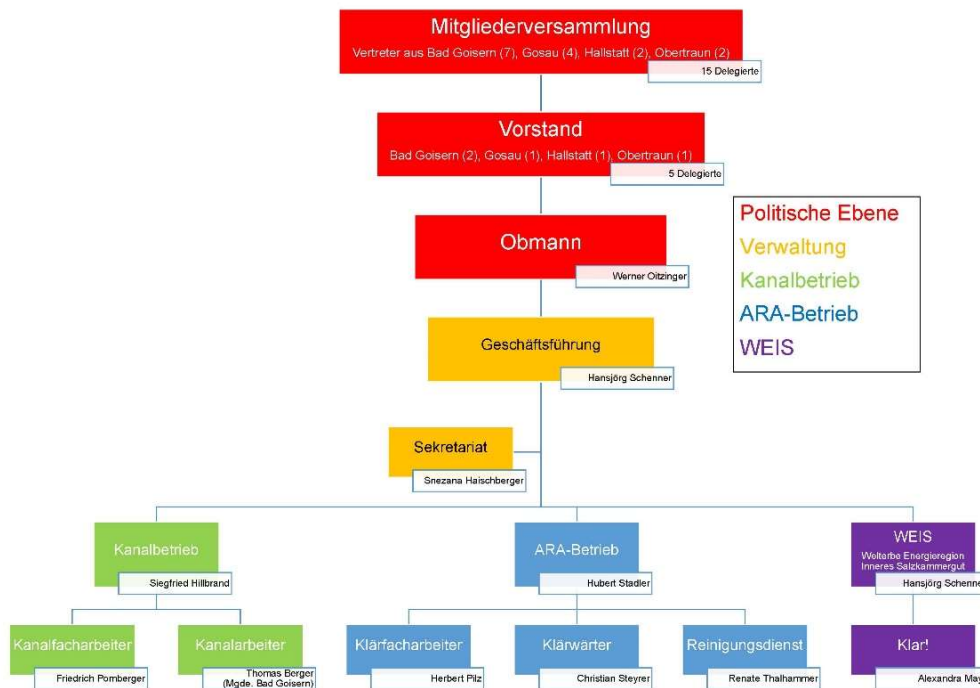 Mitgliederversammlung
Vertreter aus Bad Goisern (7), Gosau (4), Hallstatt (2), Obertraun (2)
15 Delegierte
Vorstand
Bad Goisern (2), Gosau (1), Hallstatt (1), Obertraun (1)
5 Delegierte
Obmann
Werner Oitzinger
Politische Ebene
Verwaltung
Kanalbetrieb
ARA-Betrieb
WEIS
Geschäftsführung
Hansjörg Schenner
Sekretariat
Snezana Haischberger
Kanalbetrieb
Siegfried Hillbrand
ARA-Betrieb
Hubert Stadler
WEIS
Welterbe Energieregion
Inneres Salzkammergut
Hansjörg Schenne
Kanalfacharbeiter
Friedrich Pomberger
Kanalarbeiter
Thomas Berger
(Mgde. Bad Goisern)
Klärfacharbeiter
Herbert Pilz
Klärwärter
Christian Steyrer
Reinigungsdienst
Renate Thalhammer
Klar!
Alexandra